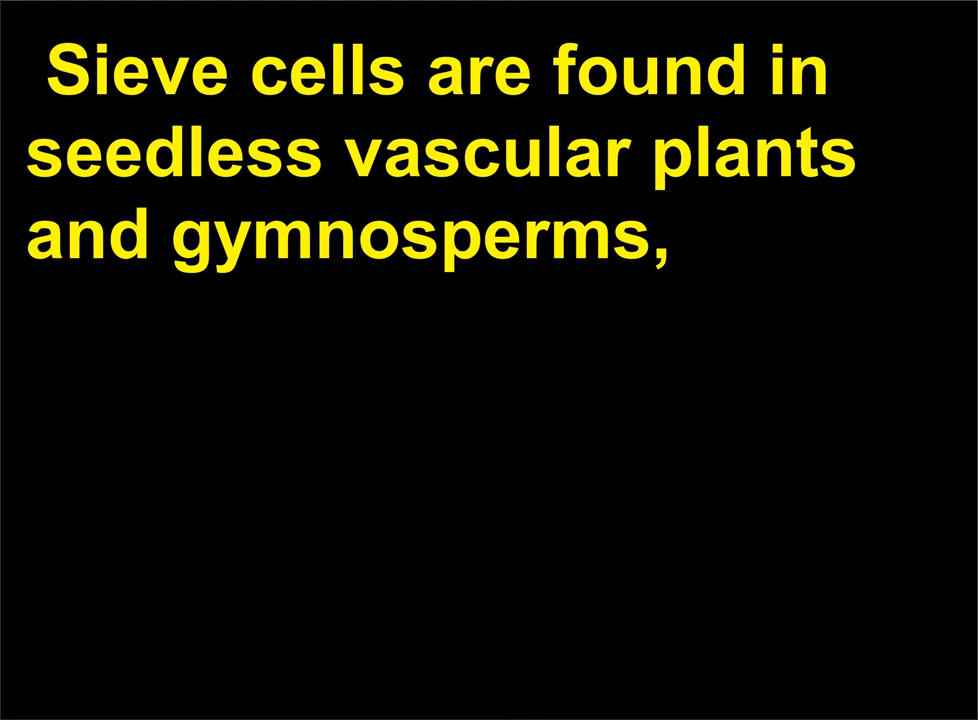 Sieve cells are found in
seedless vascular plants
and gymnosperms,